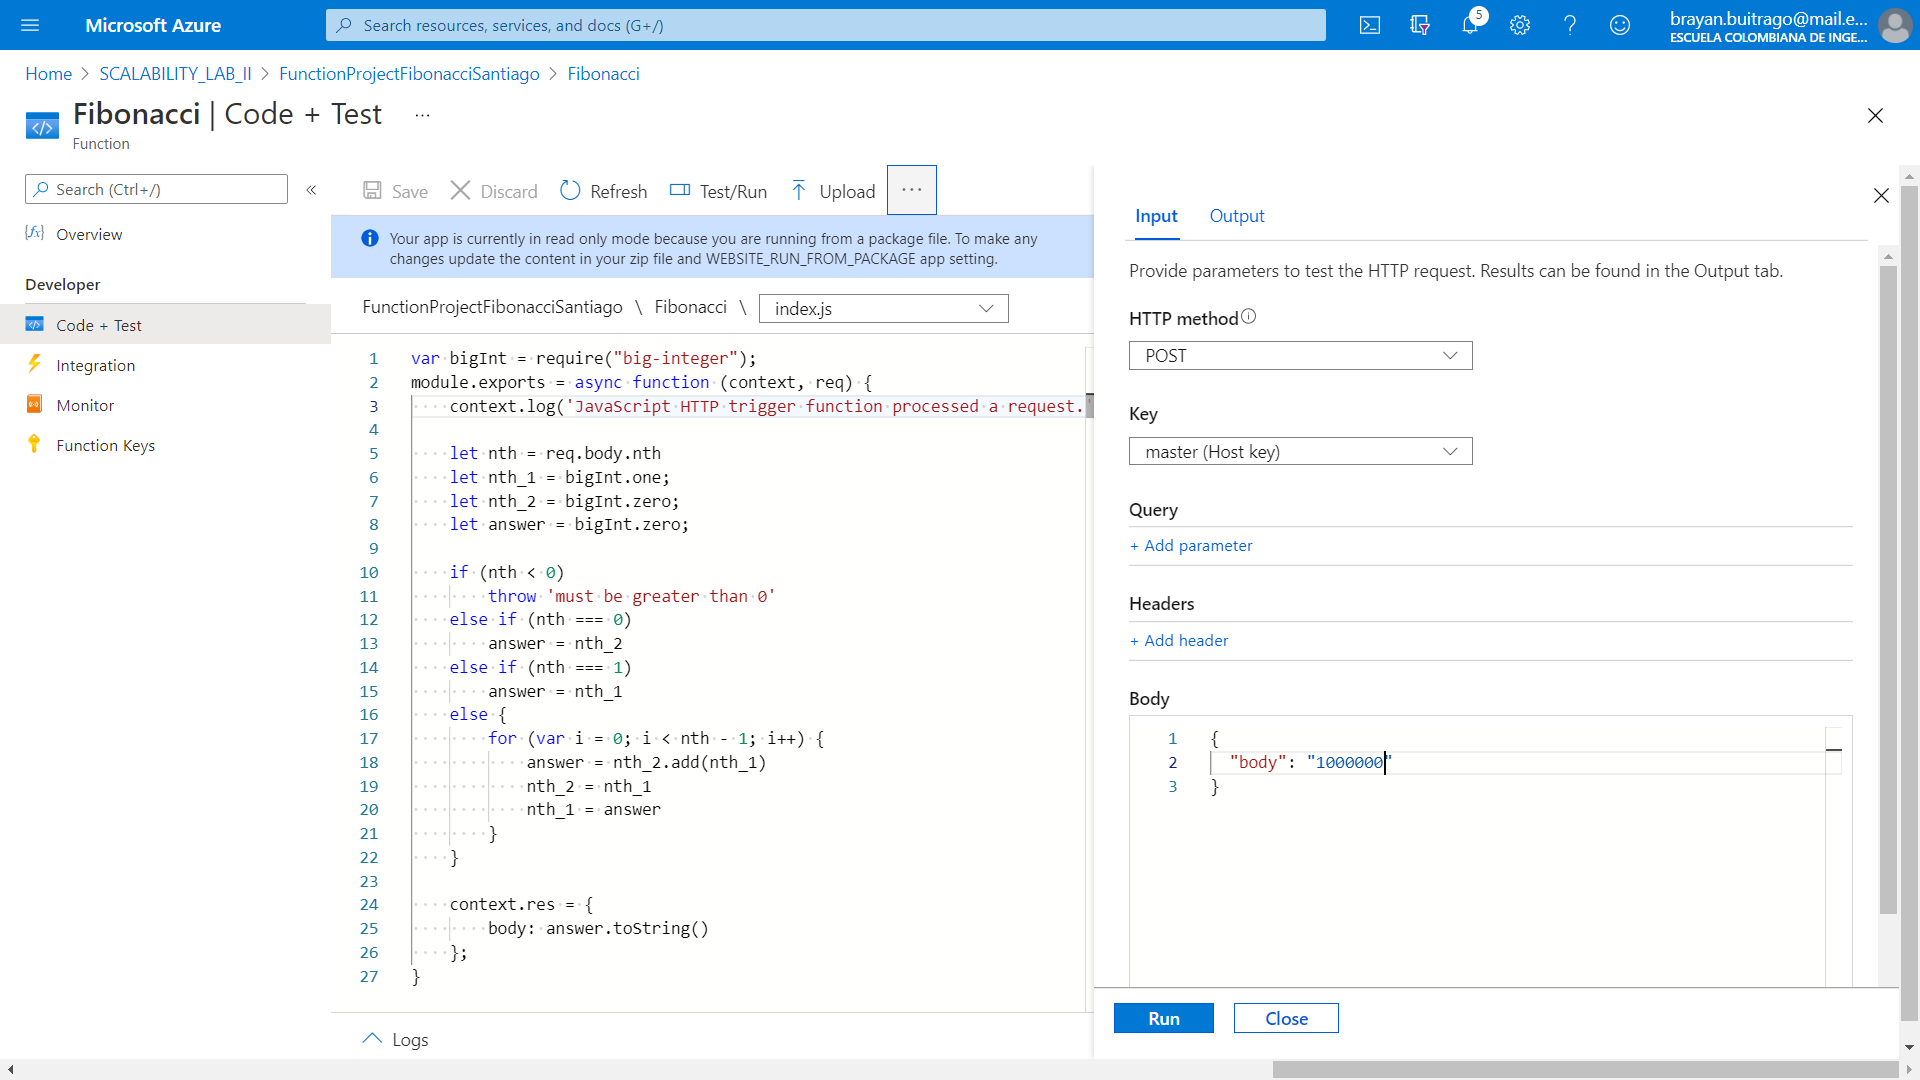 Microsoft Azure
Search resources, services, and docs (G+/)
5
brayan.buitrago@mail.e...
ESCUELA COLOMBIANA DE INGE...
Home > SCALABILITY_LAB_II > FunctionProjectFibonacciSantiago > Fibonacci
Fibonacci | Code + Test ...
Function
Search (Ctrl+/)
«
Overview
Developer
Code + Test
Integration
Monitor
Function Keys
Save Discard Refresh Test/Run Upload ...
Your app is currently in read only mode because you are running from a package file. To make any
changes update the content in your zip file and WEBSITE_RUN_FROM_PACKAGE app setting.
FunctionProjectFibonacciSantiago \ Fibonacci \ index.js
1 var bigInt = require("big-integer");
2 module.exports = async function (context, req) {
3 context.log('JavaScript HTTP trigger function processed a request.'
4
5 let nth = req.body.nth
6 let nth_1 = bigInt.one;
7 let nth_2 = bigInt.zero;
8 let answer = bigInt.zero;
9
10 if (nth < 0)
11 throw 'must be greater than 0'
12 else if (nth === 0)
13 answer = nth_2
14 else if (nth === 1)
15 answer = nth_1
16 else {
17 for (var i = 0; i < nth - 1; i++) {
18 answer = nth_2.add(nth_1)
19 nth_2 = nth_1
20 nth_1 = answer
21 }
22 }
23
24 context.res = {
25 body: answer.toString()
26 };
27 }
Logs
Input Output
Provide parameters to test the HTTP request. Results can be found in the Output tab.
HTTP method
POST
Key
master (Host key)
Query
+ Add parameter
Headers
+ Add header
Body
1 {
2 "body": "1000000"
3 }
Run Close